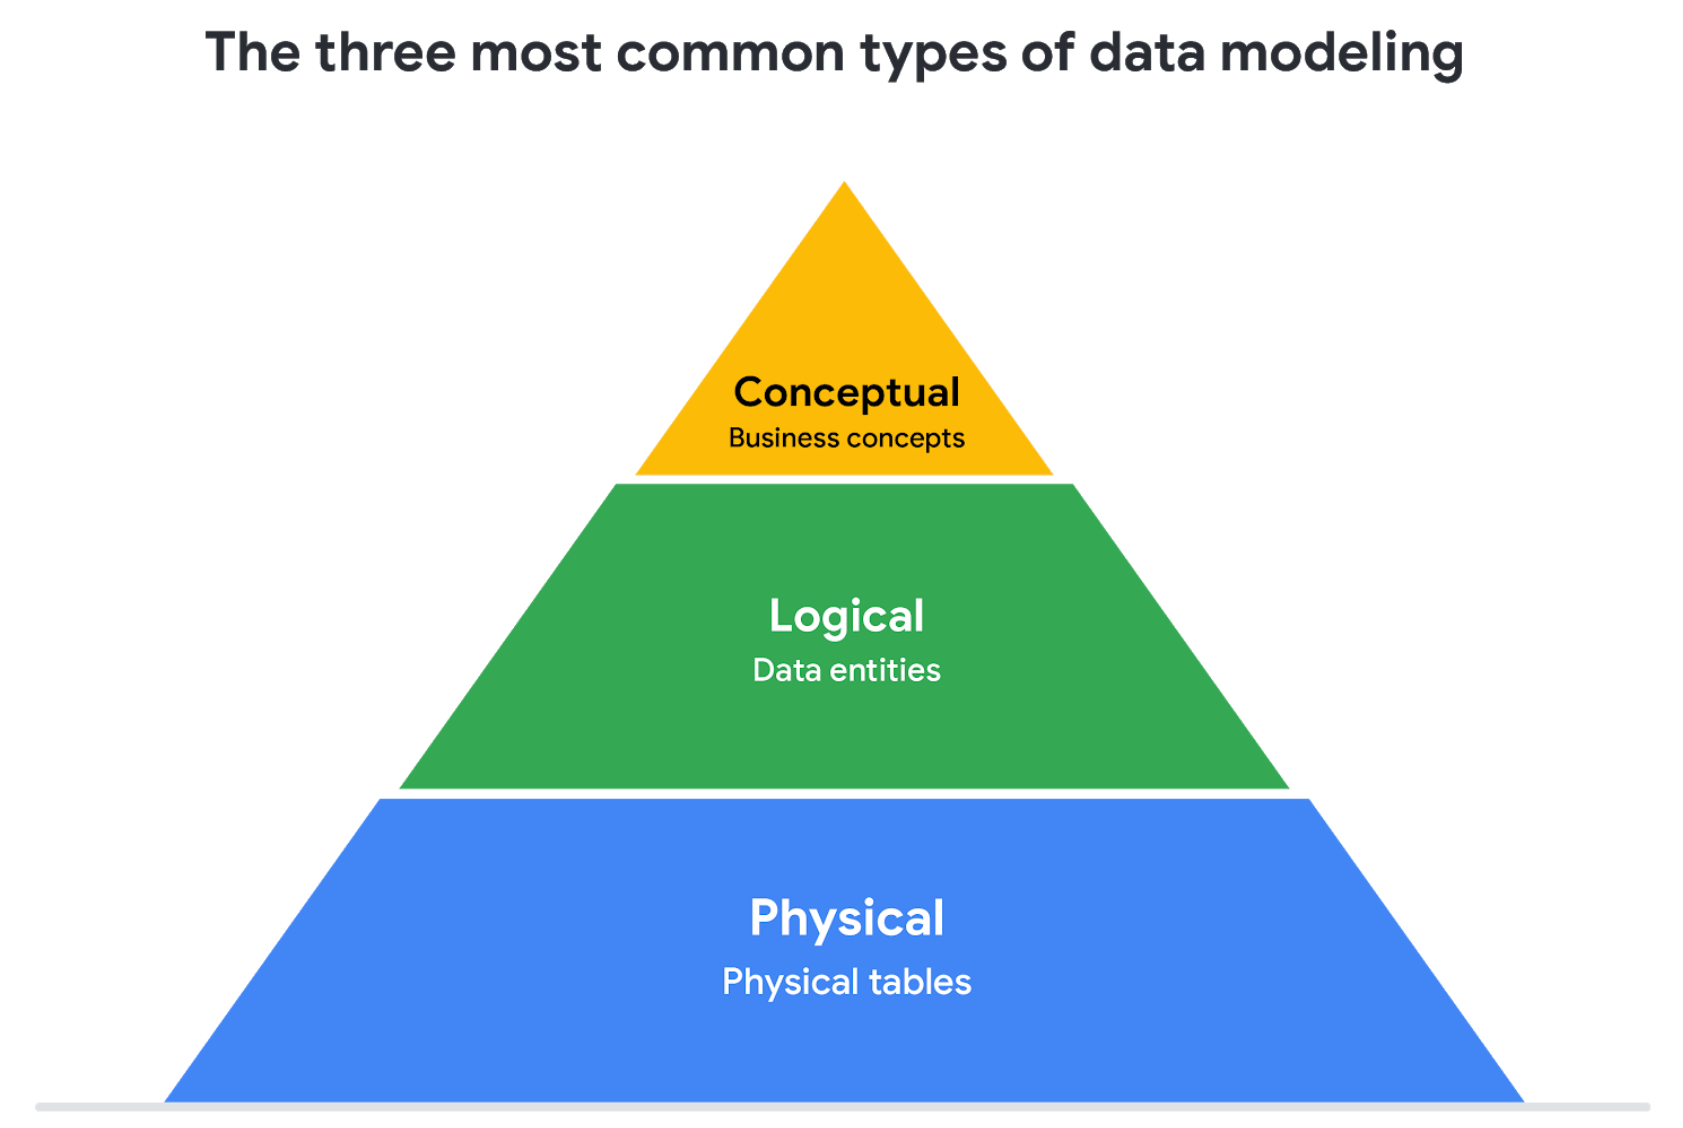 The three most common types of data modeling
Conceptual
Business concepts
Logical
Data entities
Physical
Physical tables